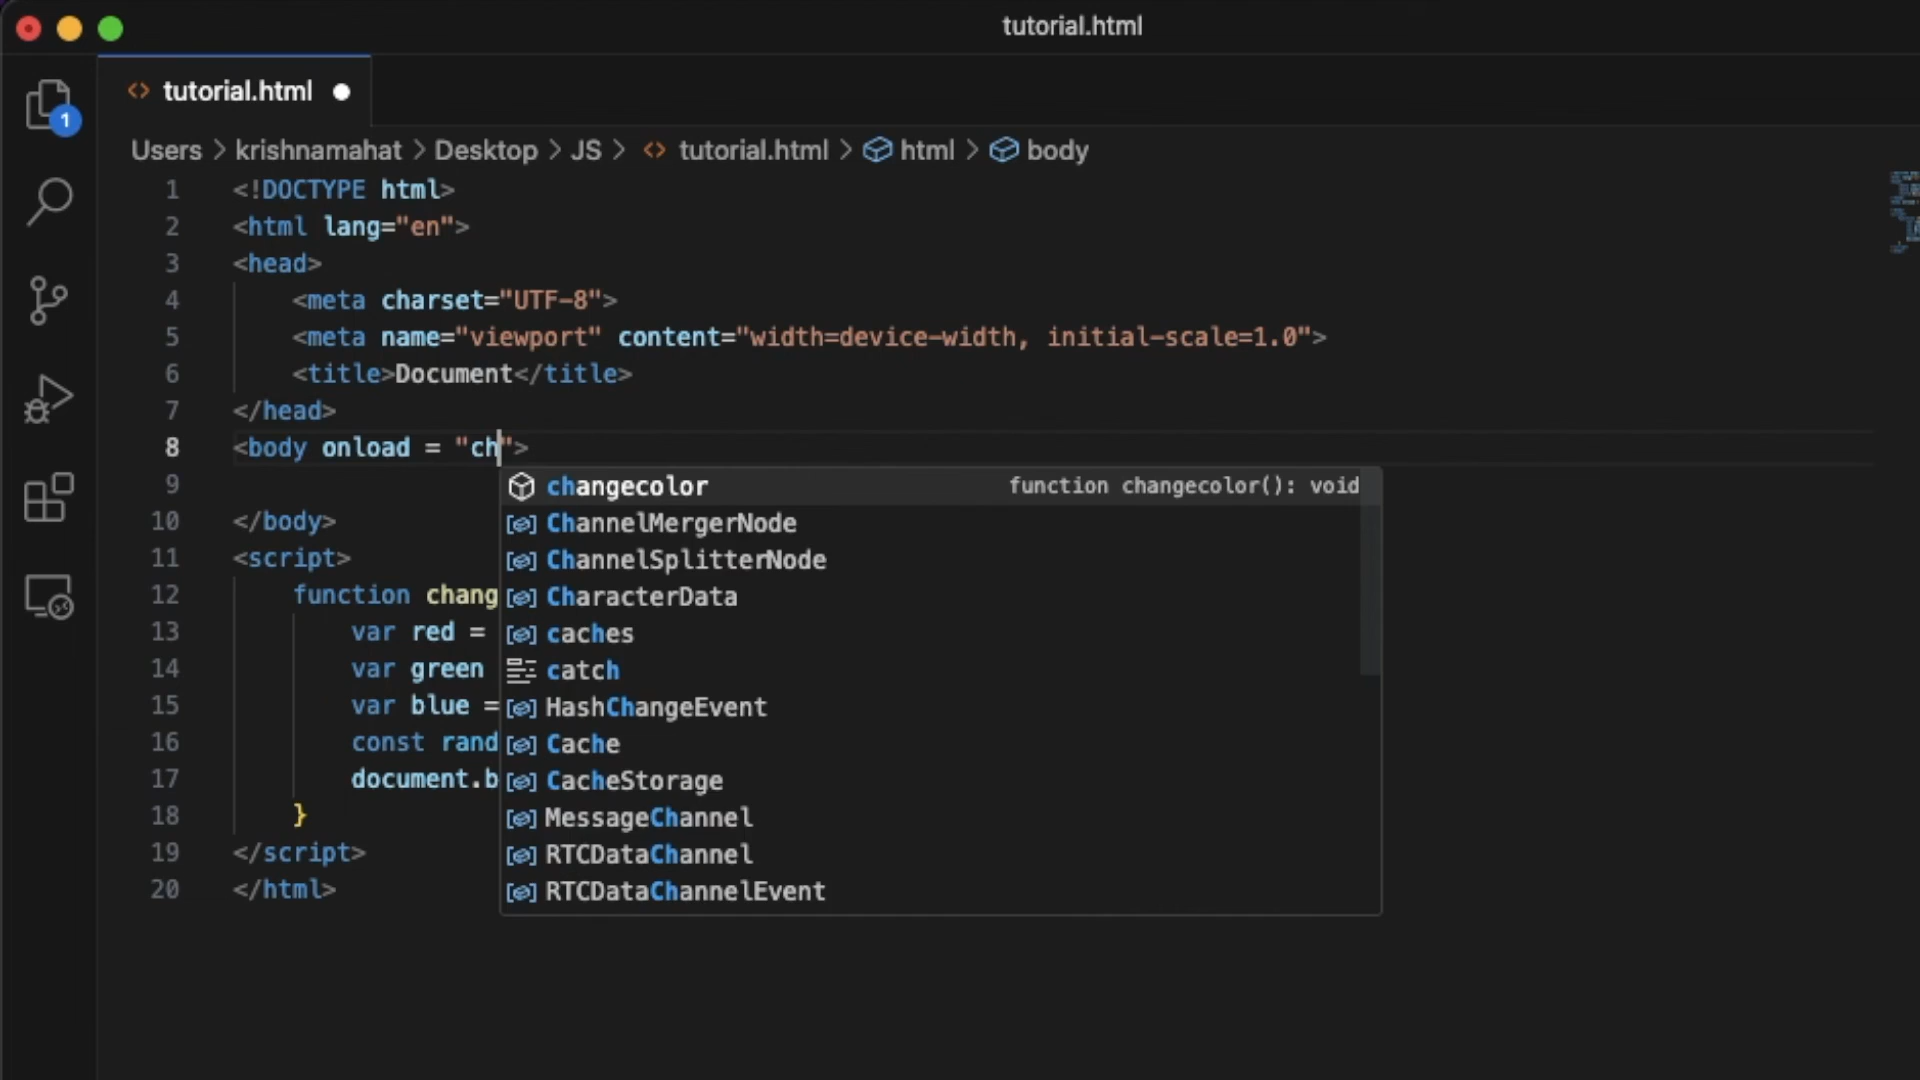 tutorial.html
<> tutorial.html
1
Users > krishnamahat > Desktop > JS > <> tutorial.html > html > body
1 <!DOCTYPE html>
2 <html lang="en">
3 <head>
4 <meta charset="UTF-8">
5 <meta name="viewport" content="width=device-width, initial-scale=1.0">
6 <title>Document</title>
7 </head>
8 <body onload = "ch">
9
changecolor function changecolor(): void
ChannelMergerNode
10 </body>
ChannelSplitterNode
11 <script>
CharacterData
12 function chang
caches
13 var red =
catch
14 var green
HashChangeEvent
15 var blue =
Cache
16 const rand
CacheStorage
17 document.b
MessageChannel
18 }
RTCDataChannel
19 </script>
RTCDataChannelEvent
20 </html>